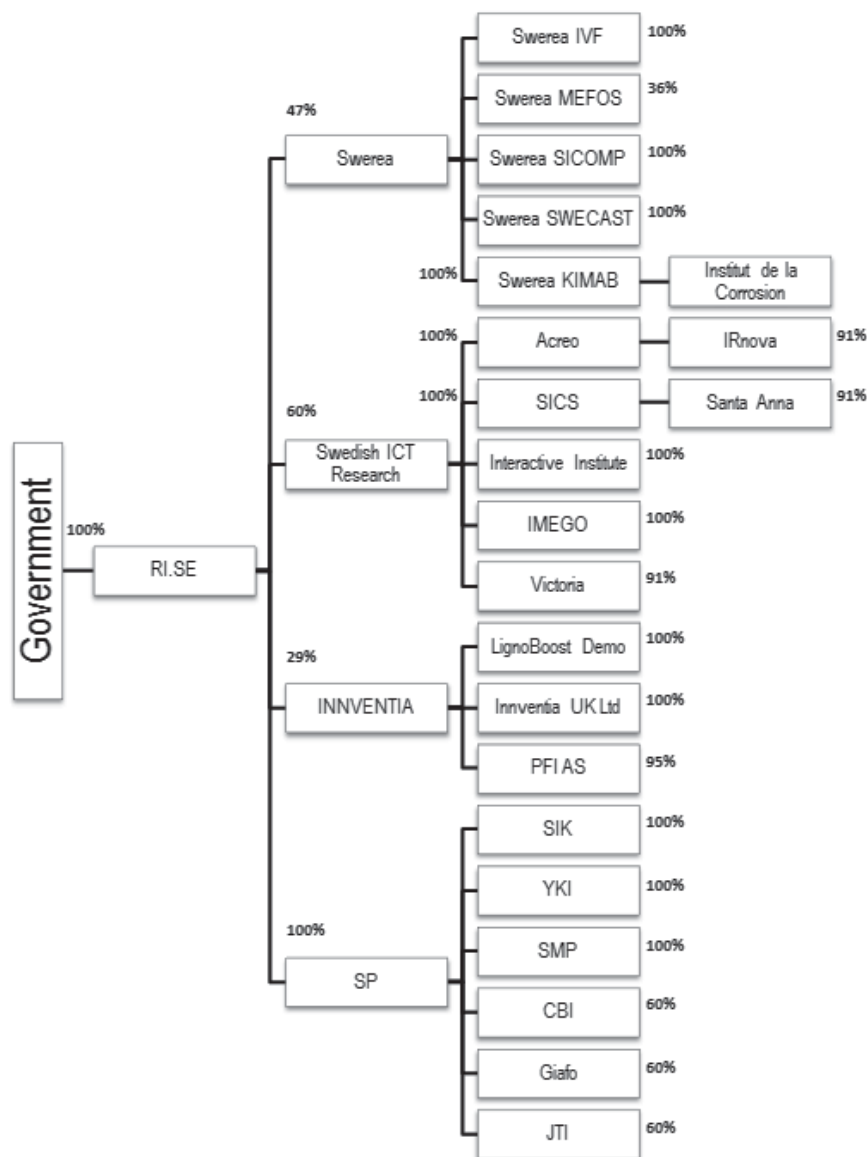 Government
100%
RI.SE
47%
Swerea
100%
Swerea IVF
36%
Swerea MEFOS
100%
Swerea SICOMP
100%
Swerea SWECAST
100%
Swerea KIMAB
Institut de la
Corrosion
60%
Swedish ICT
Research
100%
Acreo
IRnova
91%
100%
SICS
Santa Anna
91%
Interactive Institute
100%
IMEGO
100%
Victoria
91%
29%
INNVENTIA
LignoBoost Demo
100%
Innventia UK Ltd
100%
PFI AS
95%
100%
SP
SIK
100%
YKI
100%
SMP
100%
CBI
60%
Giafo
60%
JTI
60%